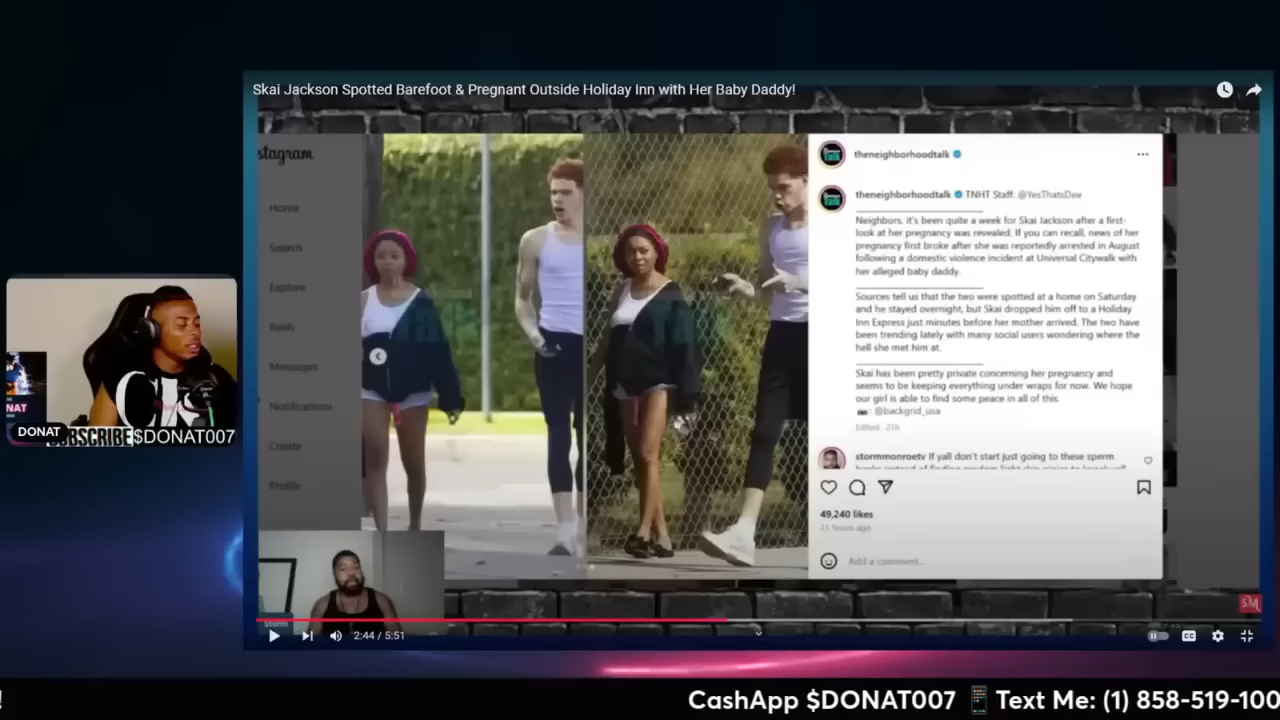 Skai Jackson Spotted Barefoot & Pregnant Outside Holiday Inn with Her Baby Daddy!
stagram
Home
Search
Explore
Reels
Messages
Notifications
Create
Profile
theneighborhoodtalk
theneighborhoodtalk TNHT Staff: @YesThatsDee
Neighbors, it's been quite a week for Skai Jackson after a first-
look at her pregnancy was revealed. If you can recall, news of her
pregnancy first broke after she was reportedly arrested in August
following a domestic violence incident at Universal Citywalk with
her alleged baby daddy.
Sources tell us that the two were spotted at a home on Saturday
and he stayed overnight, but Skai dropped him off to a Holiday
Inn Express just minutes before her mother arrived. The two have
been trending lately with many social users wondering where the
hell she met him at.
Skai has been pretty private concerning her pregnancy and
seems to be keeping everything under wraps for now. We hope
our girl is able to find some peace in all of this.
@backgrid_usa
Edited 21h
stormmonroetv If yall don't start just going to these sperm
49,240 likes
21 hours ago
Add a comment...
DONAT
SUBSCRIBE $DONAT007
Storm
SM
2:44 / 5:51
CC
! CashApp $DONAT007 Text Me: (1) 858-519-100